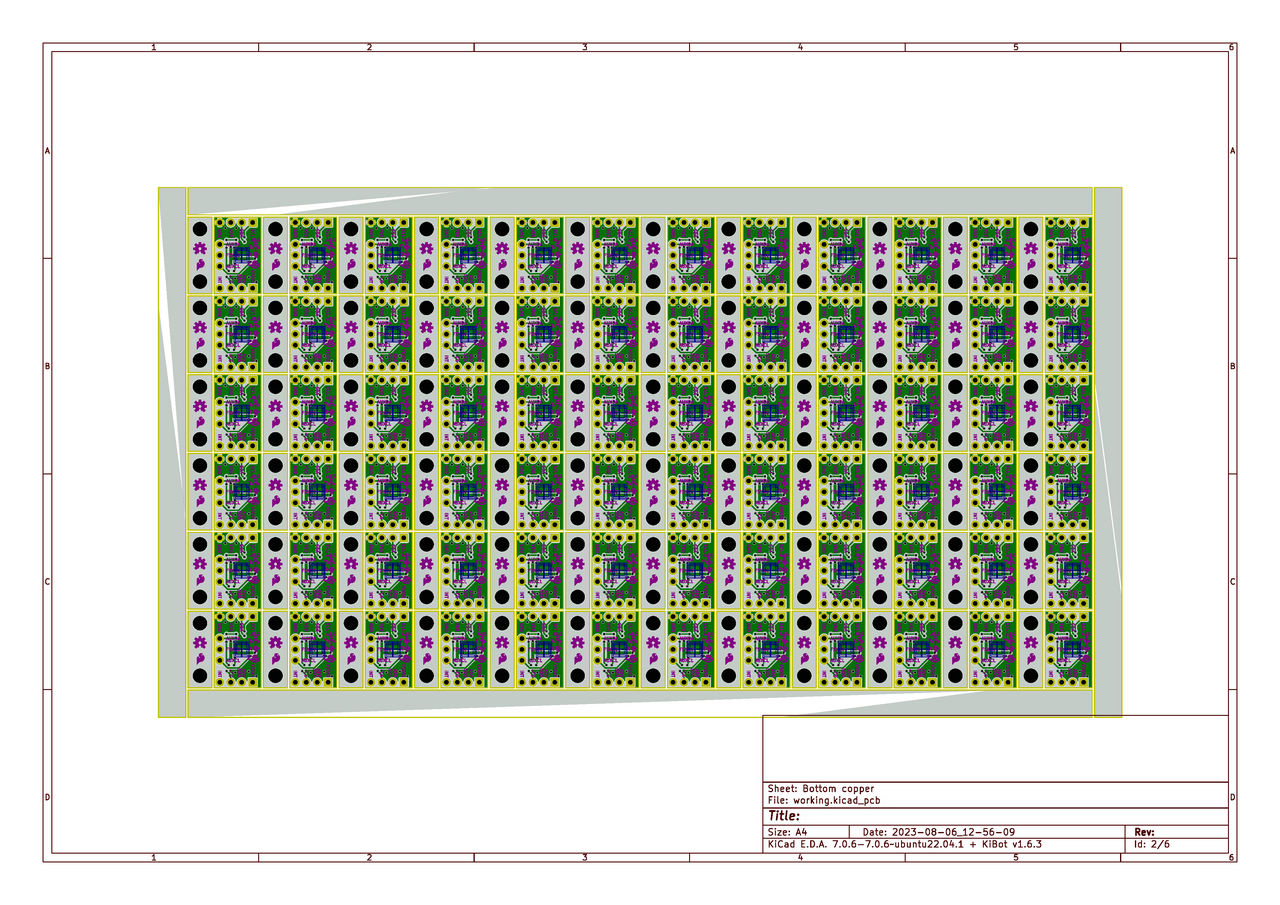 1 2 3 4 5 6
A A
B B
C C
D D
Sheet: Bottom copper
File: working.kicad_pcb
Title:
Size: A4 Date: 2023-08-06_12-56-09 Rev:
KiCad E.D.A. 7.0.6-7.0.6~ubuntu22.04.1 + KiBot v1.6.3 Id: 2/6
1 2 3 4 5 6